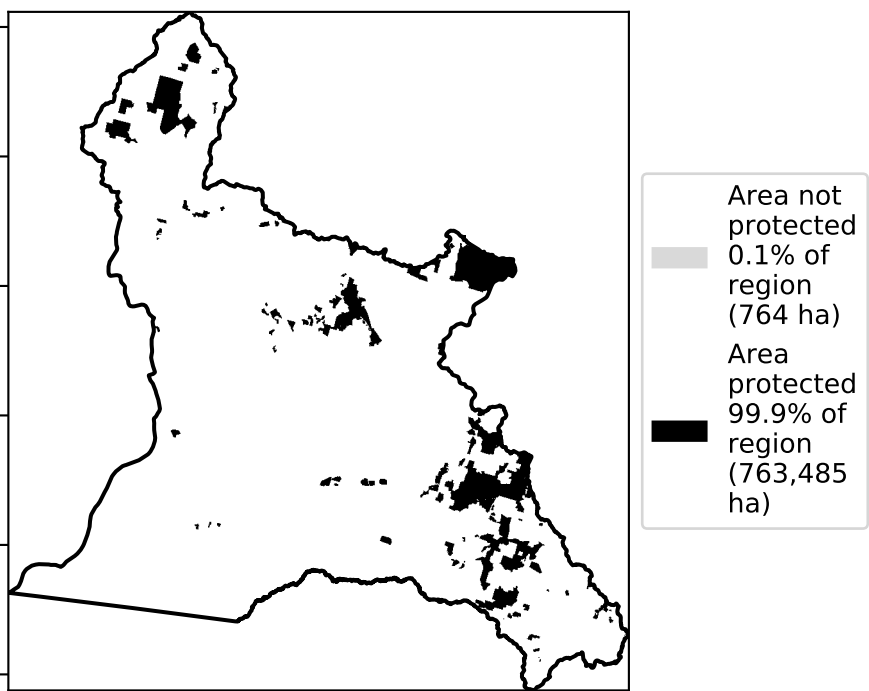 Area not
protected
0.1% of
region
(764 ha)
Area
protected
99.9% of
region
(763,485
ha)